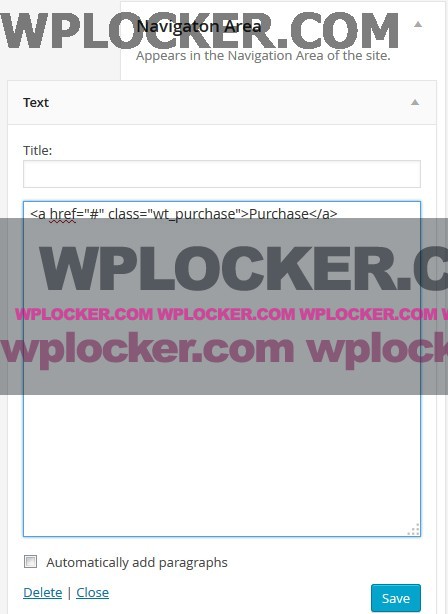 WPLOCKER.COM
Navigaton Area
Appears in the Navigation Area of the site.
Text
Title:
<a href="#" class="wt_purchase">Purchase</a>
WPLOCKER.C
WPLOCKER.COM WPLOCKER.COM WPLOCKER.COM W
wplocker.com wplock
Automatically add paragraphs
Delete | Close
Save